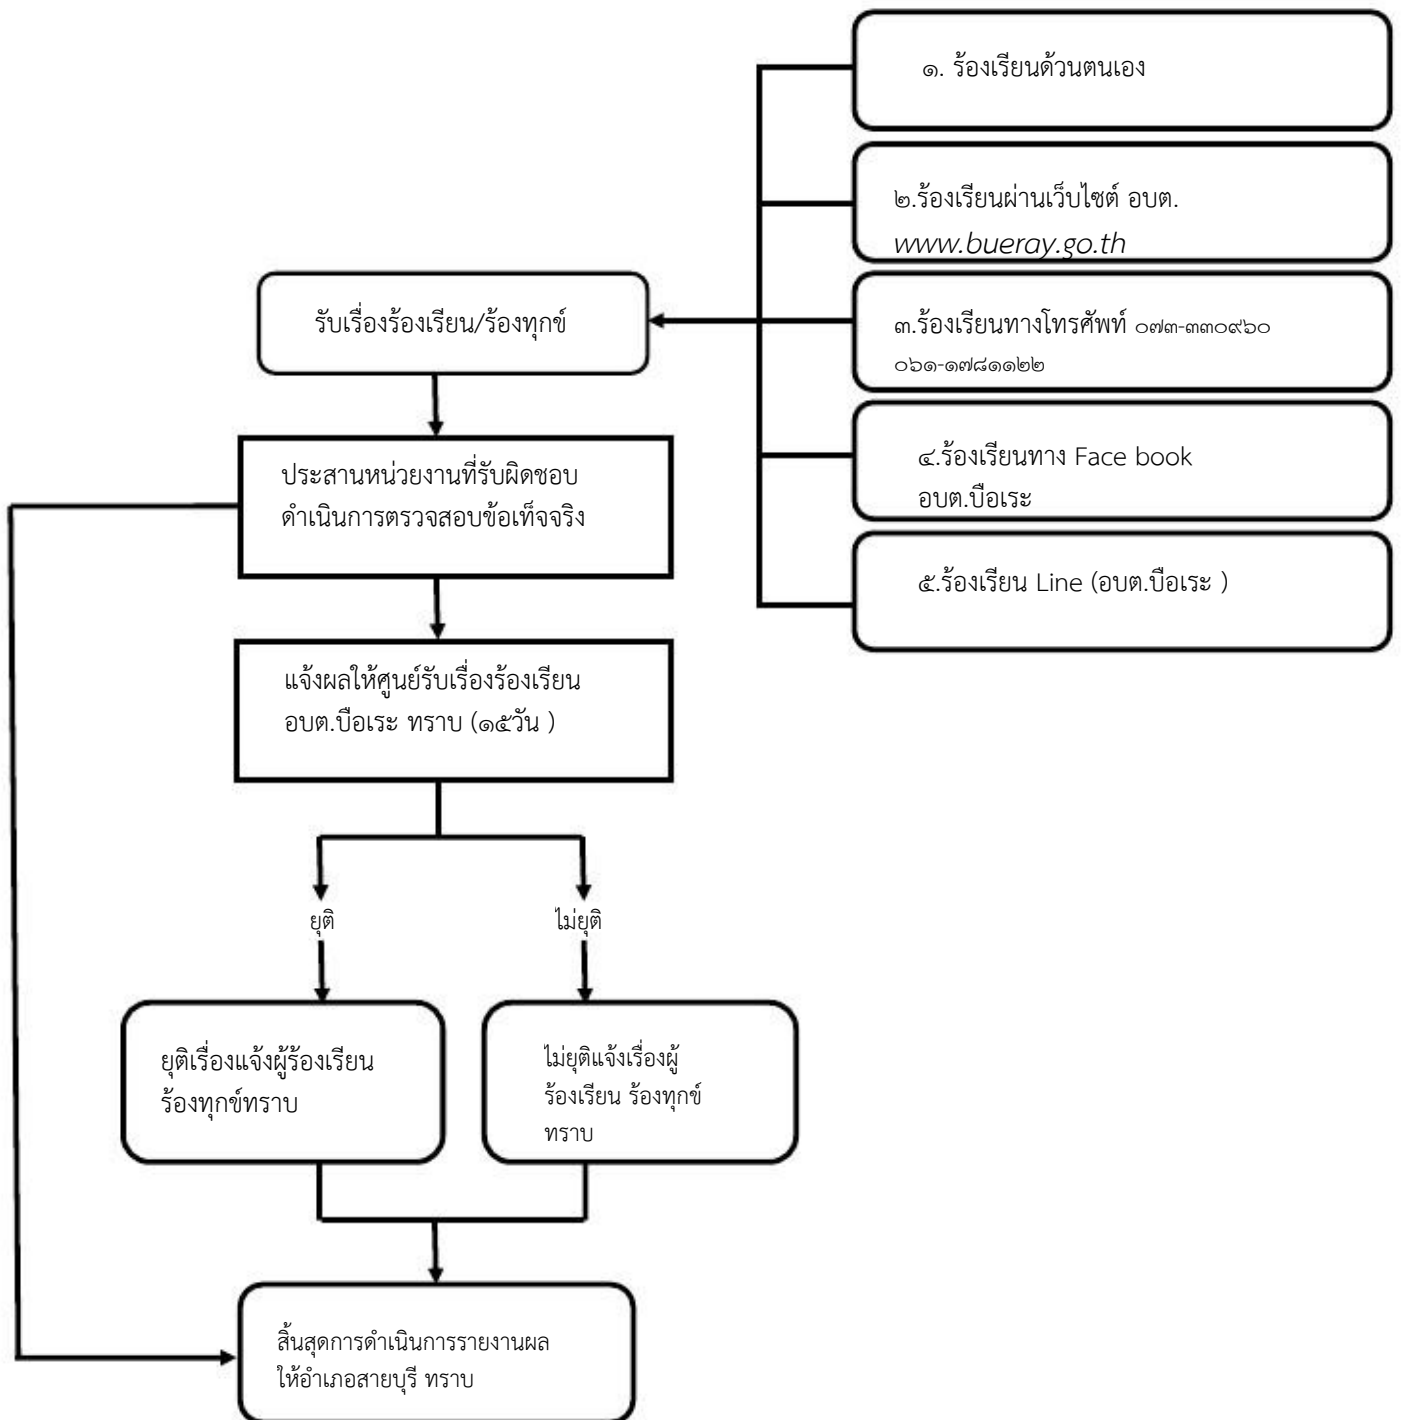 ๑. ร้องเรียนด้วนตนเอง
๒.ร้องเรียนผ่านเว็บไซต์ อบต.
www.bueray.go.th
รับเรื่องร้องเรียน/ร้องทุกข์
๓.ร้องเรียนทางโทรศัพท์ ๐๗๓-๓๓๐๙๖๐
๐๖๑-๑๗๘๑๑๒๒
๔.ร้องเรียนทาง Face book
อบต.บือเระ
๕.ร้องเรียน Line (อบต.บือเระ )
ประสานหน่วยงานที่รับผิดชอบ
ดำเนินการตรวจสอบข้อเท็จจริง
แจ้งผลให้ศูนย์รับเรื่องร้องเรียน
อบต.บือเระ ทราบ (๑๕วัน )
ยุติ
ไม่ยุติ
ยุติเรื่องแจ้งผู้ร้องเรียน
ร้องทุกข์ทราบ
ไม่ยุติแจ้งเรื่องผู้
ร้องเรียน ร้องทุกข์
ทราบ
สิ้นสุดการดำเนินการรายงานผล
ให้อำเภอสายบุรี ทราบ